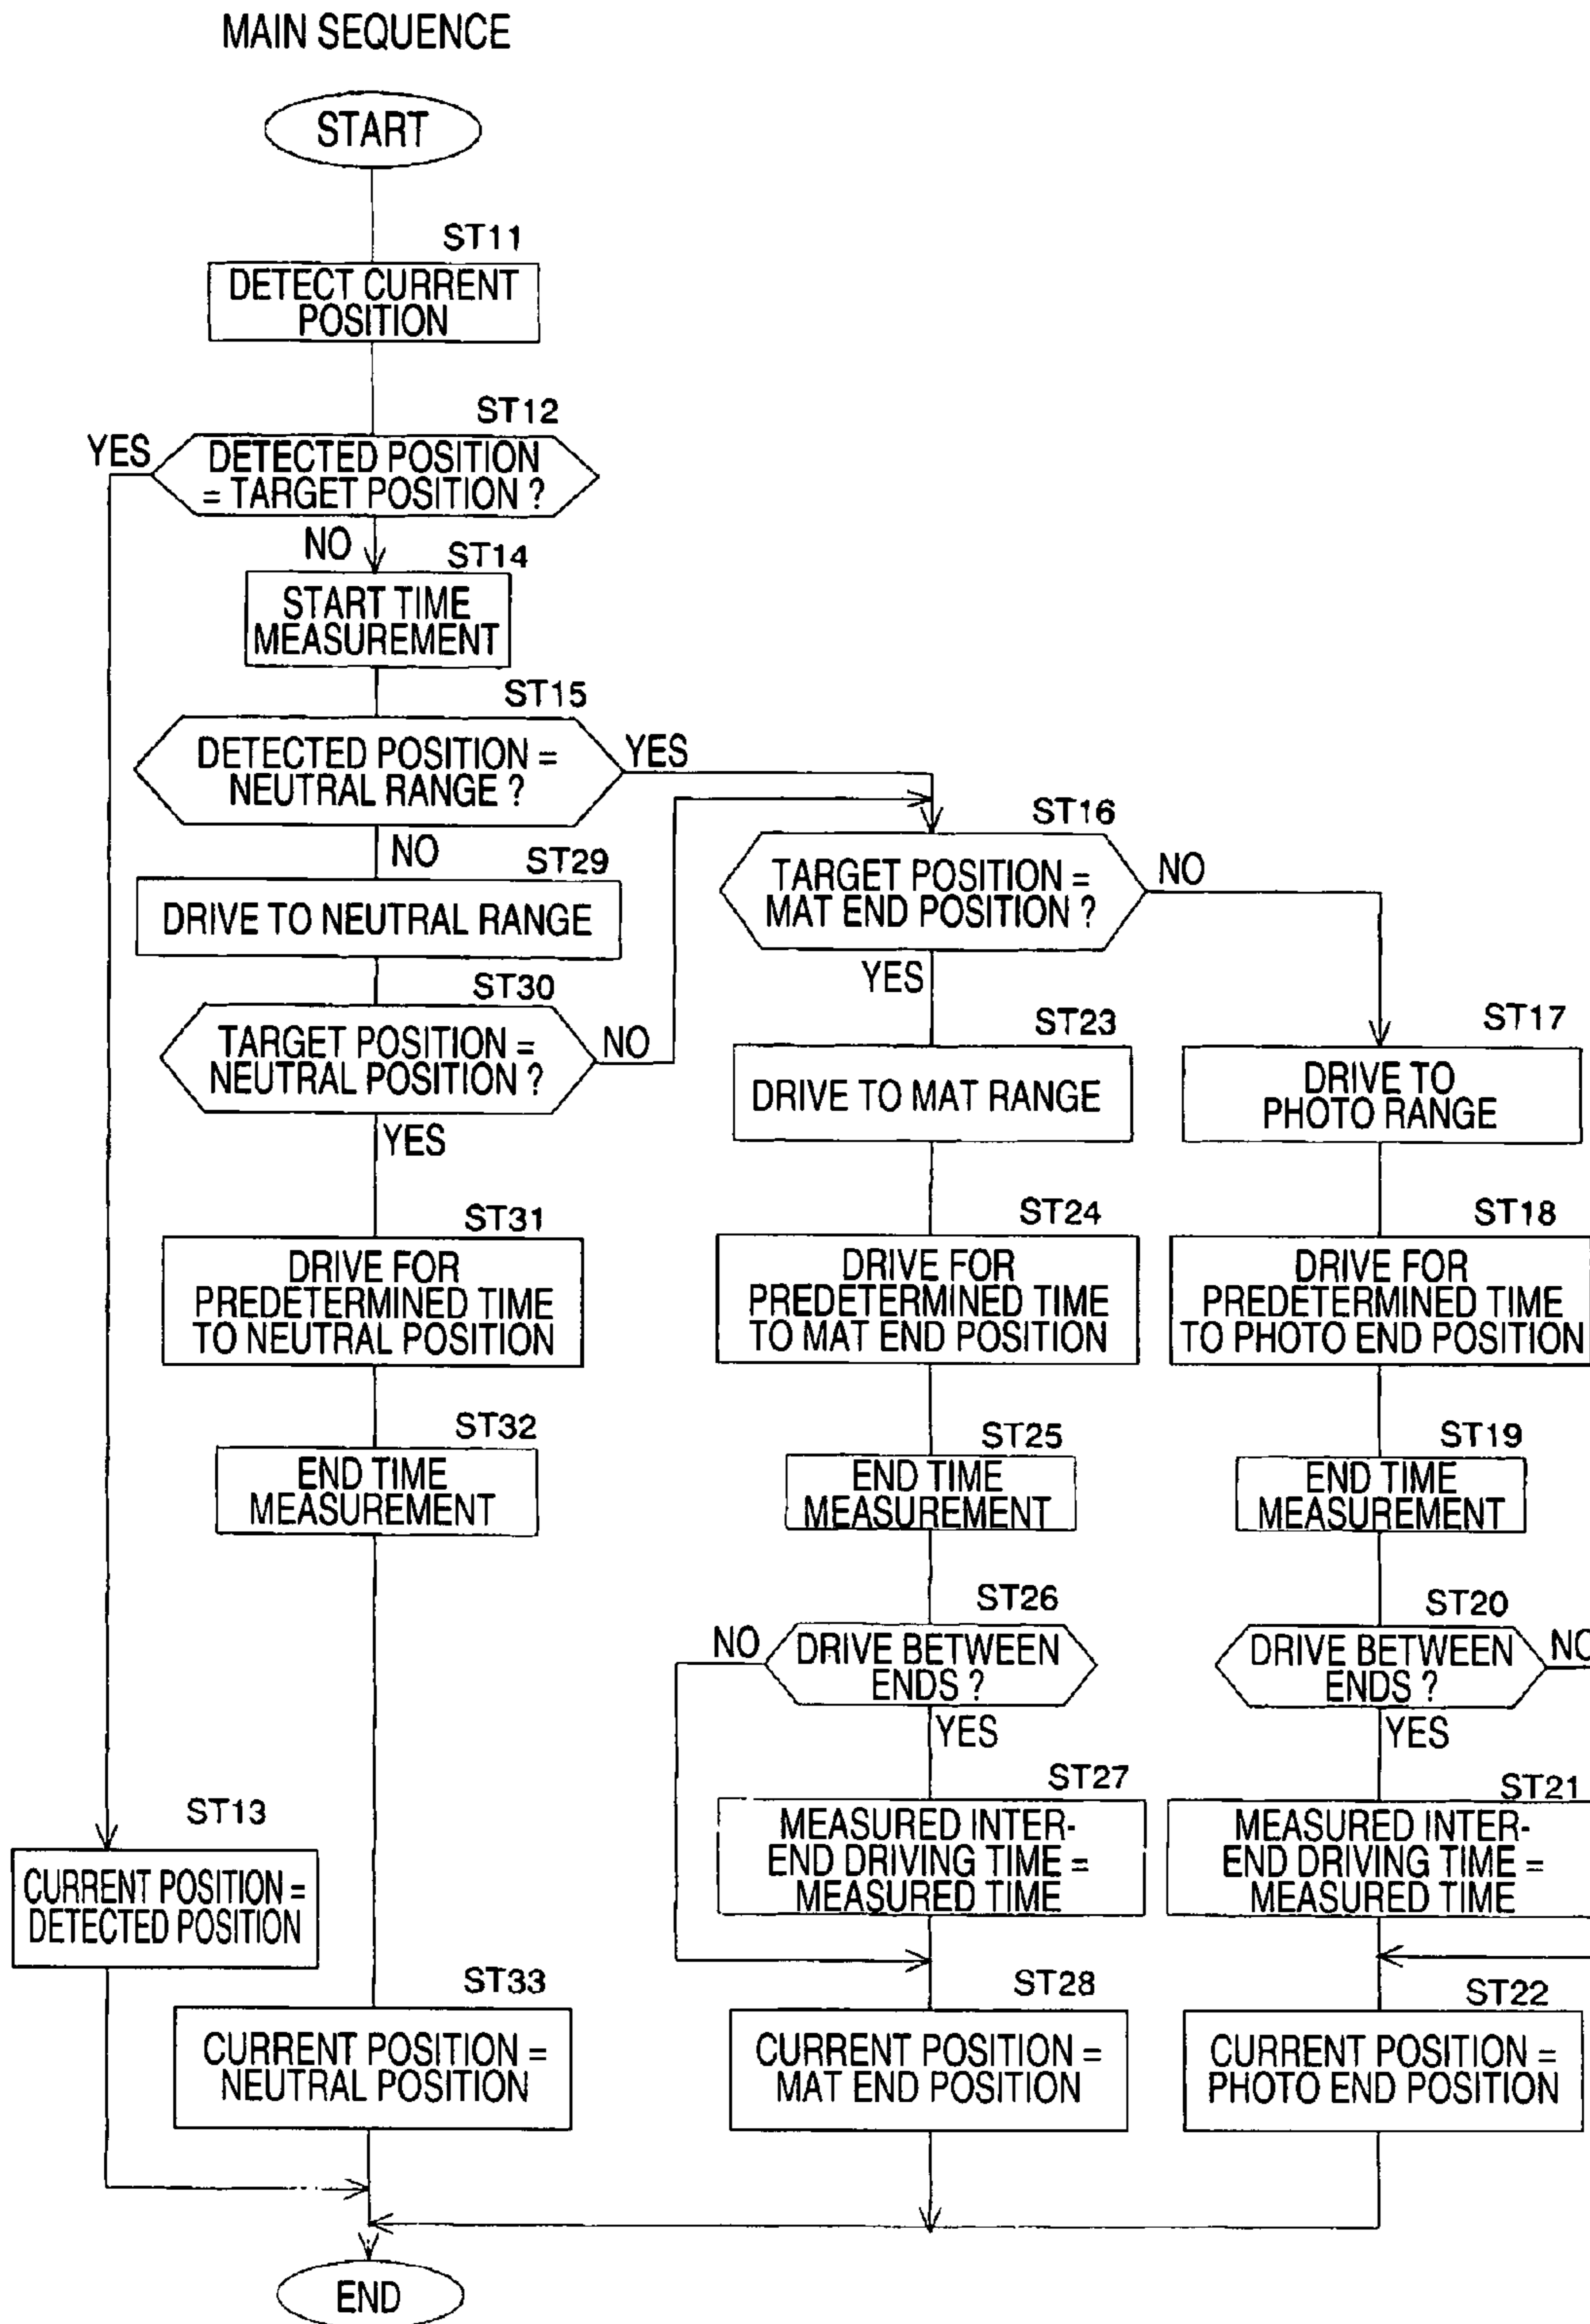 MAIN SEQUENCE
START
ST11
DETECT CURRENT
POSITION
ST12
YES
DETECTED POSITION
= TARGET POSITION ?
NO
ST14
START TIME
MEASUREMENT
ST15
DETECTED POSITION =
NEUTRAL RANGE ?
YES
NO
ST29
DRIVE TO NEUTRAL RANGE
ST30
TARGET POSITION =
NEUTRAL POSITION ?
NO
YES
ST31
DRIVE FOR
PREDETERMINED TIME
TO NEUTRAL POSITION
ST32
END TIME
MEASUREMENT
ST13
CURRENT POSITION =
DETECTED POSITION
ST33
CURRENT POSITION =
NEUTRAL POSITION
ST16
TARGET POSITION =
MAT END POSITION ?
NO
YES
ST23
DRIVE TO MAT RANGE
ST24
DRIVE FOR
PREDETERMINED TIME
TO MAT END POSITION
ST25
END TIME
MEASUREMENT
ST26
NO
DRIVE BETWEEN
ENDS ?
YES
ST27
MEASURED INTER-
END DRIVING TIME =
MEASURED TIME
ST28
CURRENT POSITION =
MAT END POSITION
ST17
DRIVE TO
PHOTO RANGE
ST18
DRIVE FOR
PREDETERMINED TIME
TO PHOTO END POSITION
ST19
END TIME
MEASUREMENT
ST20
DRIVE BETWEEN
ENDS ?
NO
YES
ST21
MEASURED INTER-
END DRIVING TIME =
MEASURED TIME
ST22
CURRENT POSITION =
PHOTO END POSITION
END